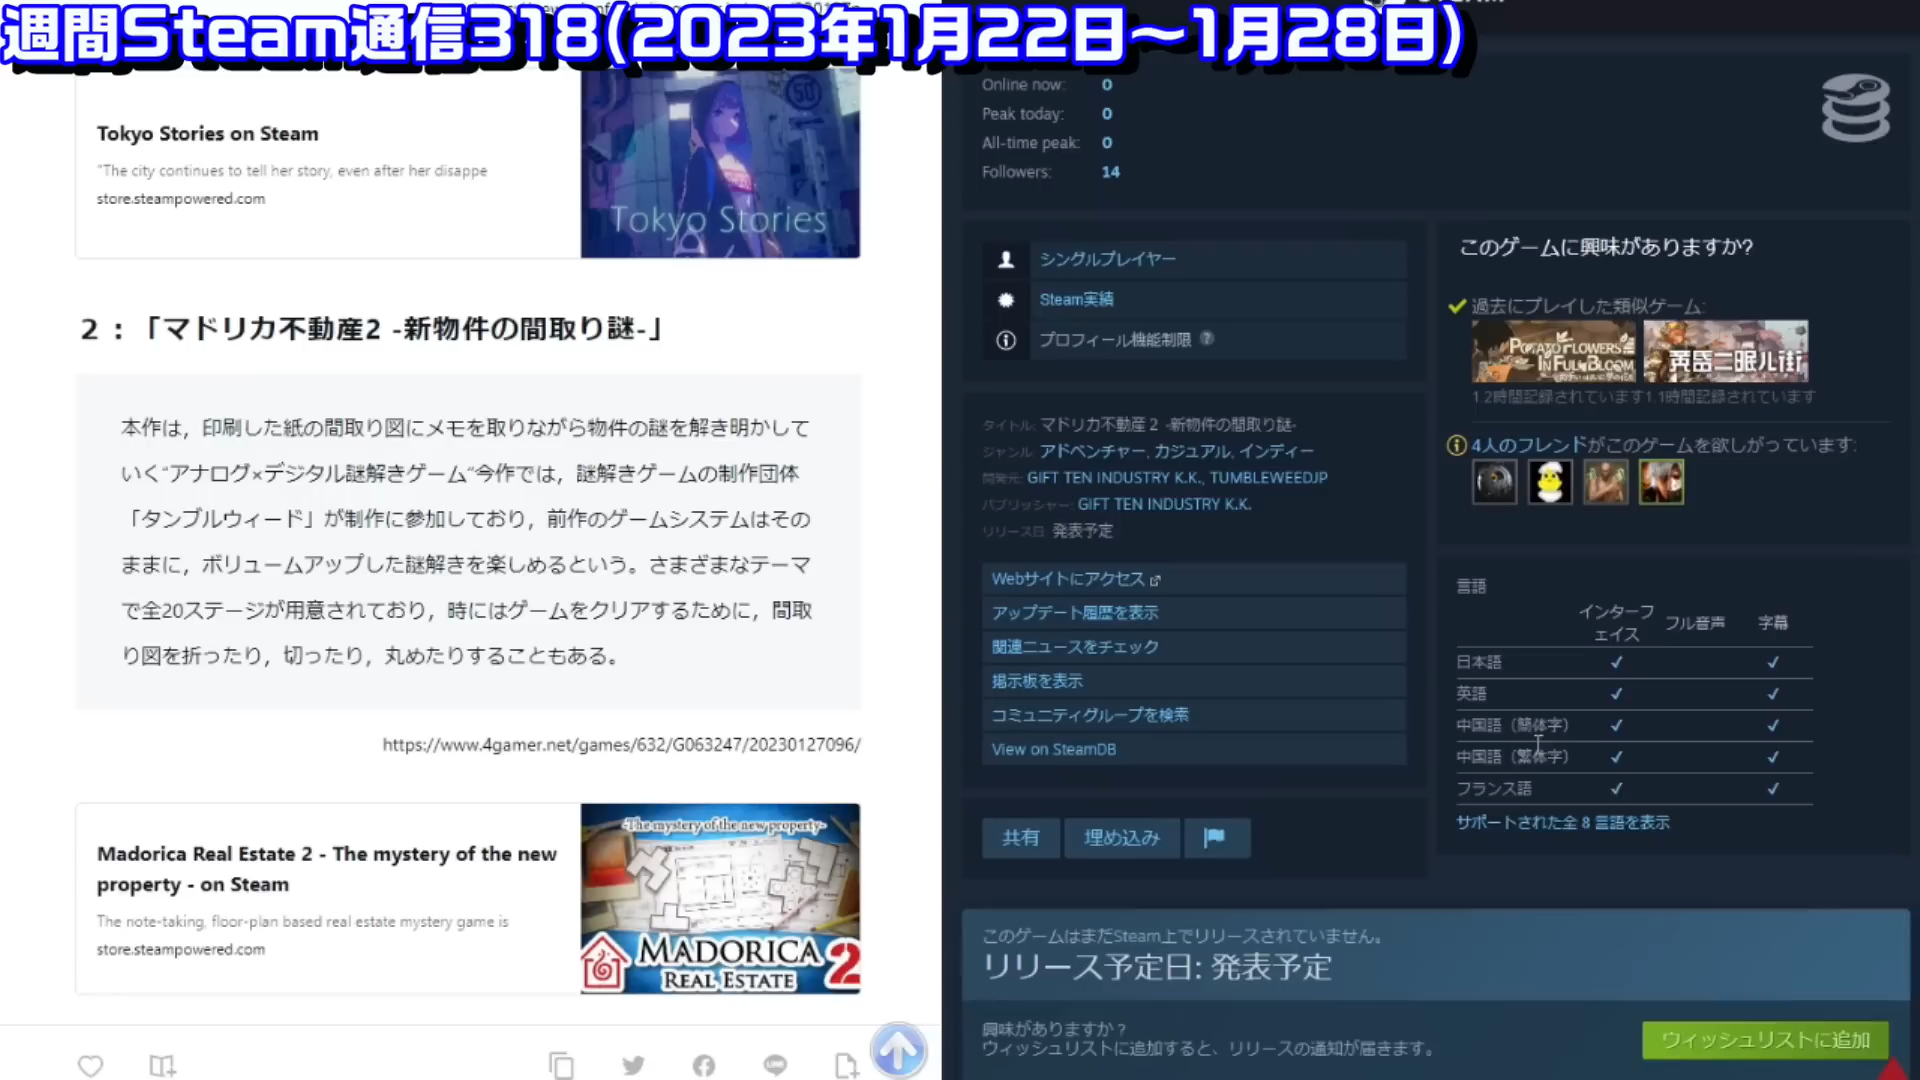 週間Steam通信318(2023年1月22日～1月28日)
Tokyo Stories on Steam
"The city continues to tell her story, even after her disappe
store.steampowered.com
50
Tokyo Stories
2：「マドリカ不動産2 -新物件の間取り謎-」
本作は，印刷した紙の間取り図にメモを取りながら物件の謎を解き明かして
いく"アナログ×デジタル謎解きゲーム"今作では，謎解きゲームの制作団体
「タンブルウィード」が制作に参加しており，前作のゲームシステムはその
ままに，ボリュームアップした謎解きを楽しめるという。さまざまなテーマ
で全20ステージが用意されており，時にはゲームをクリアするために，間取
り図を折ったり，切ったり，丸めたりすることもある。
https://www.4gamer.net/games/632/G063247/20230127096/
Madorica Real Estate 2 - The mystery of the new
property - on Steam
The note-taking, floor-plan based real estate mystery game is
store.steampowered.com
-The mystery of the new property-
MADORICA
REAL ESTATE 2
Online now: 0
Peak today: 0
All-time peak: 0
Followers: 14
シングルプレイヤー
Steam実績
プロフィール機能制限 ?
タイトル: マドリカ不動産２ -新物件の間取り謎-
ジャンル: アドベンチャー, カジュアル, インディー
開発元: GIFT TEN INDUSTRY K.K., TUMBLEWEEDJP
パブリッシャー: GIFT TEN INDUSTRY K.K.
リリース日: 発表予定
Webサイトにアクセス
アップデート履歴を表示
関連ニュースをチェック
掲示板を表示
コミュニティグループを検索
View on SteamDB
共有 埋め込み
このゲームに興味がありますか?
過去にプレイした類似ゲーム:
POTATO FLOWERS
IN FULL BLOOM
黄昏ニ眠ル街
1.2時間記録されています1.1時間記録されています
4人のフレンドがこのゲームを欲しがっています:
言語
インターフェイス フル音声 字幕
日本語 ✓ ✓
英語 ✓ ✓
中国語（簡体字） ✓ ✓
中国語（繁体字） ✓ ✓
フランス語 ✓ ✓
サポートされた全 8 言語を表示
このゲームはまだSteam上でリリースされていません。
リリース予定日: 発表予定
興味がありますか？
ウィッシュリストに追加すると、リリースの通知が届きます。
ウィッシュリストに追加